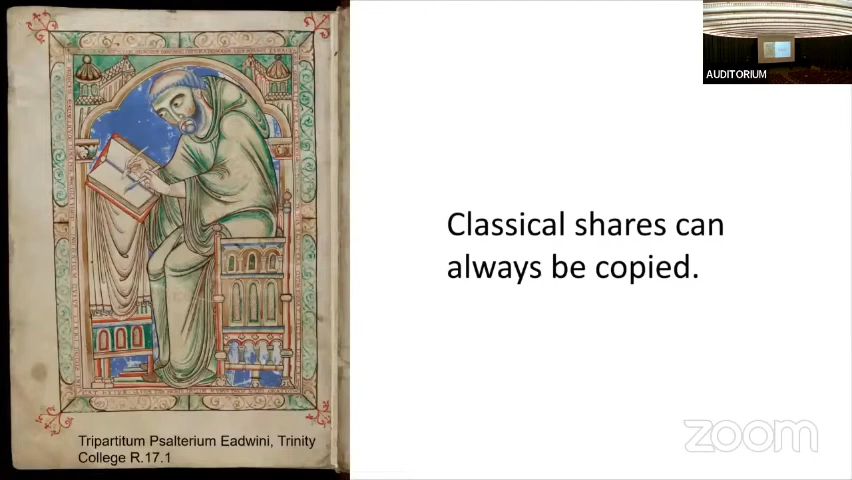 AUDITORIUM
Classical shares can
always be copied.
Tripartitum Psalterium Eadwini, Trinity
College R.17.1
zoom